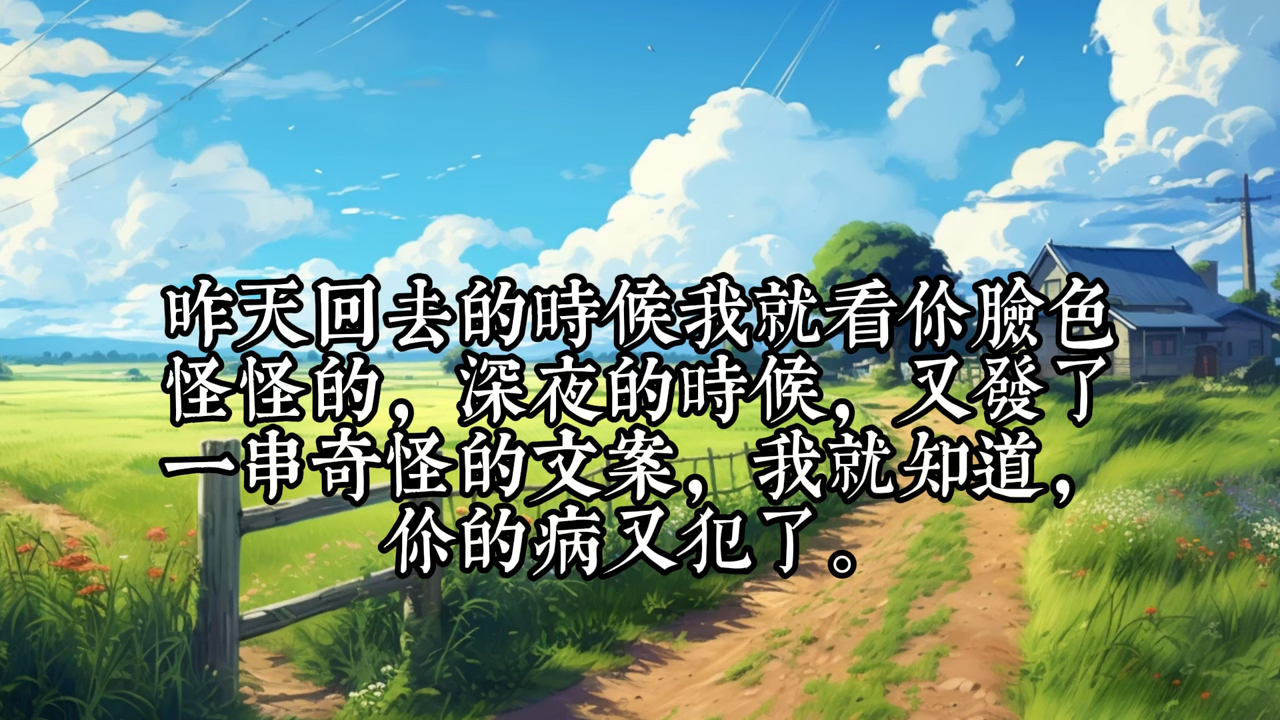 昨天回去的時候我就看你臉色
怪怪的，深夜的時候，又發了
一串奇怪的文案，我就知道，
你的病又犯了。